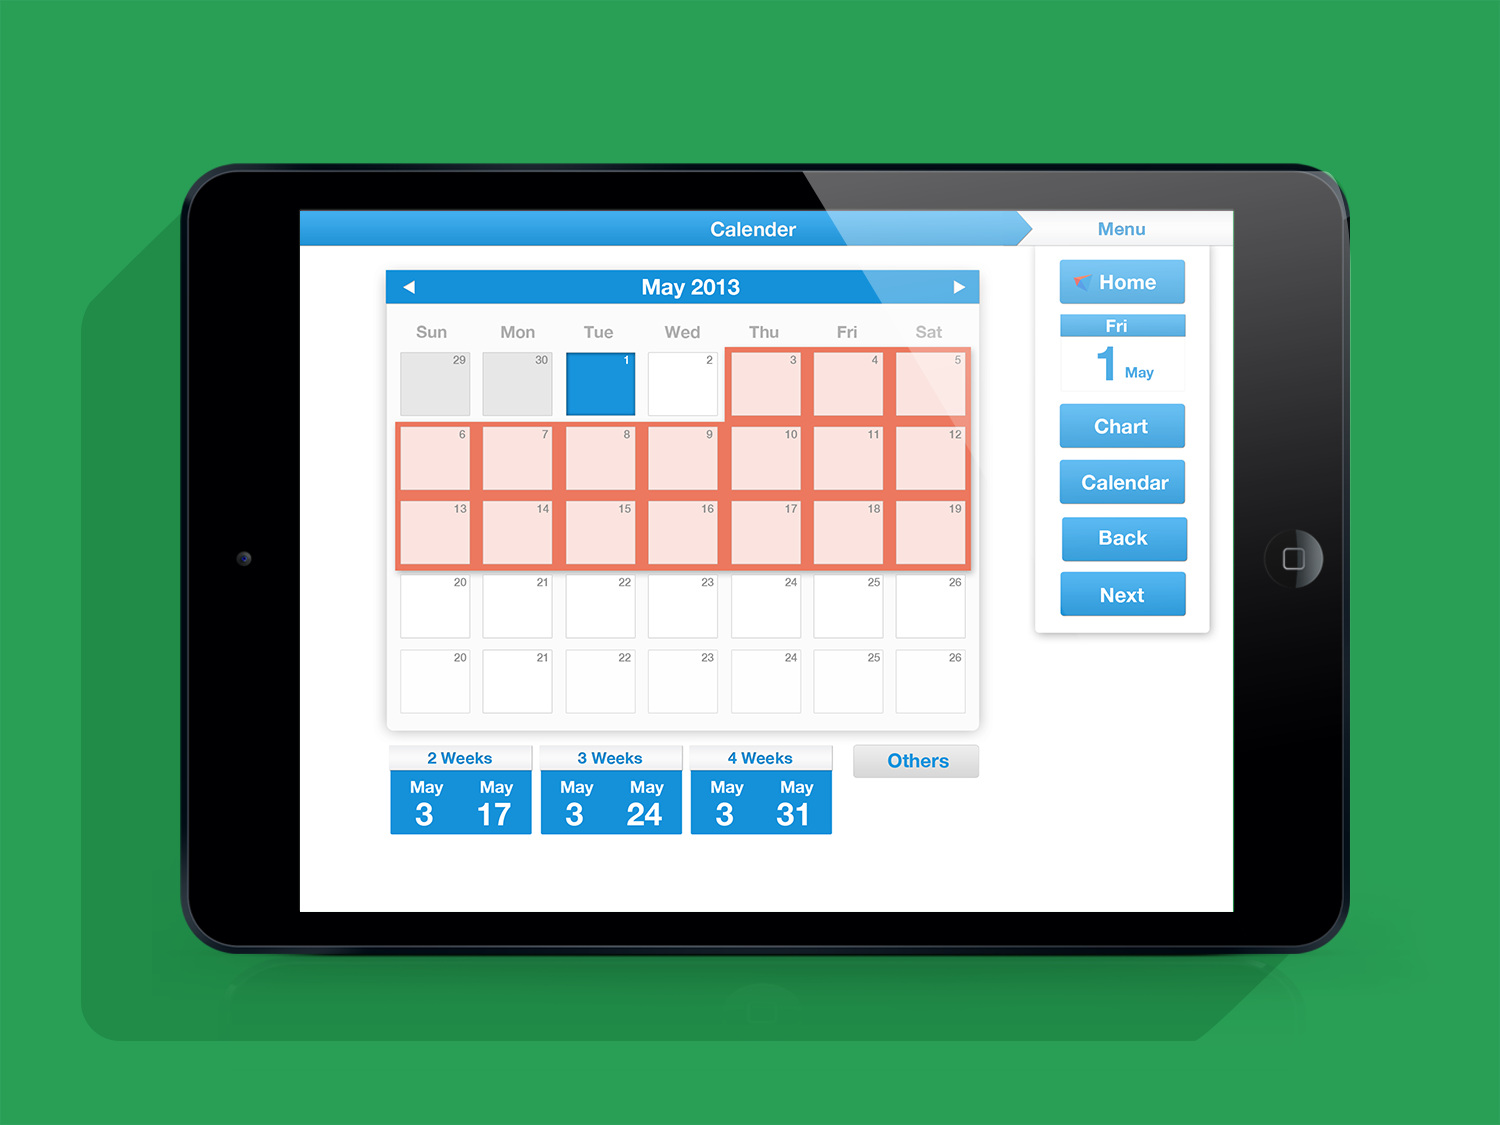 Calender
Menu
May 2013
Sun Mon Tue Wed Thu Fri Sat
29 30 1 2 3 4 5
6 7 8 9 10 11 12
13 14 15 16 17 18 19
20 21 22 23 24 25 26
20 21 22 23 24 25 26
2 Weeks
May May
3 17
3 Weeks
May May
3 24
4 Weeks
May May
3 31
Others
Home
Fri
1 May
Chart
Calendar
Back
Next